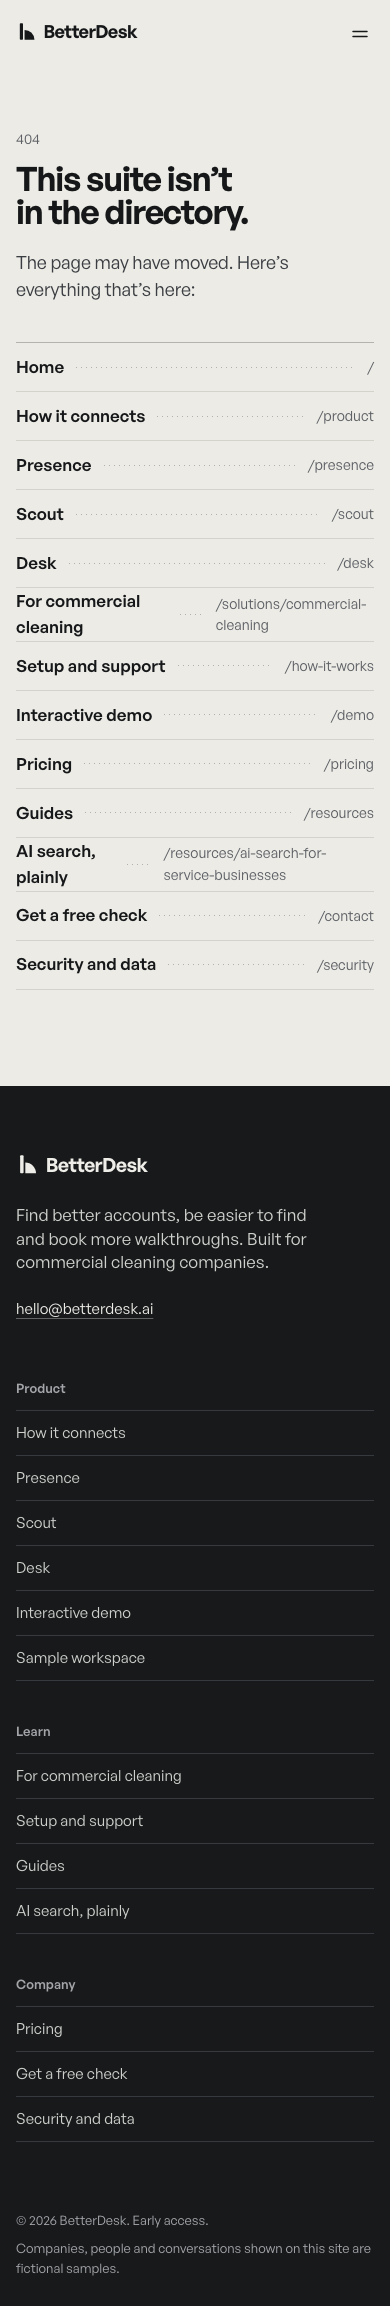 BetterDesk
404
This suite isn’t
in the directory.
The page may have moved. Here’s
everything that’s here:
Home /
How it connects /product
Presence /presence
Scout /scout
Desk /desk
For commercial
cleaning
/solutions/commercial-
cleaning
Setup and support /how-it-works
Interactive demo /demo
Pricing /pricing
Guides /resources
AI search,
plainly
/resources/ai-search-for-
service-businesses
Get a free check /contact
Security and data /security
BetterDesk
Find better accounts, be easier to find
and book more walkthroughs. Built for
commercial cleaning companies.
hello@betterdesk.ai
Product
How it connects
Presence
Scout
Desk
Interactive demo
Sample workspace
Learn
For commercial cleaning
Setup and support
Guides
AI search, plainly
Company
Pricing
Get a free check
Security and data
© 2026 BetterDesk. Early access.
Companies, people and conversations shown on this site are
fictional samples.